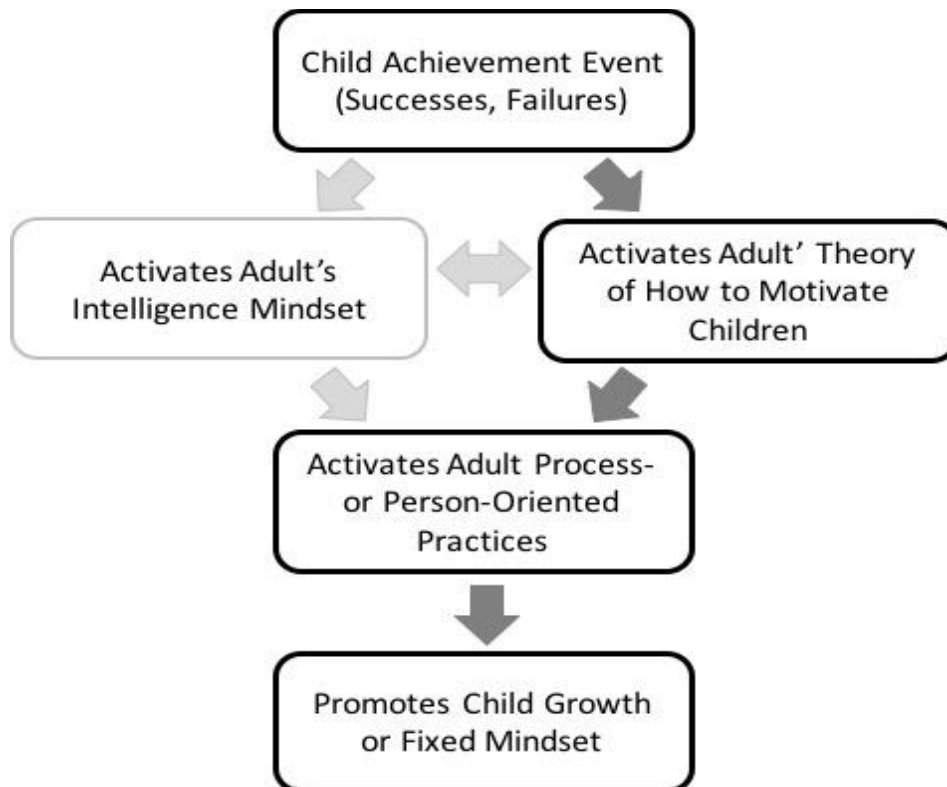 Child Achievement Event
(Successes, Failures)
Activates Adult's
Intelligence Mindset
Activates Adult' Theory
of How to Motivate
Children
Activates Adult Process-
or Person-Oriented
Practices
Promotes Child Growth
or Fixed Mindset